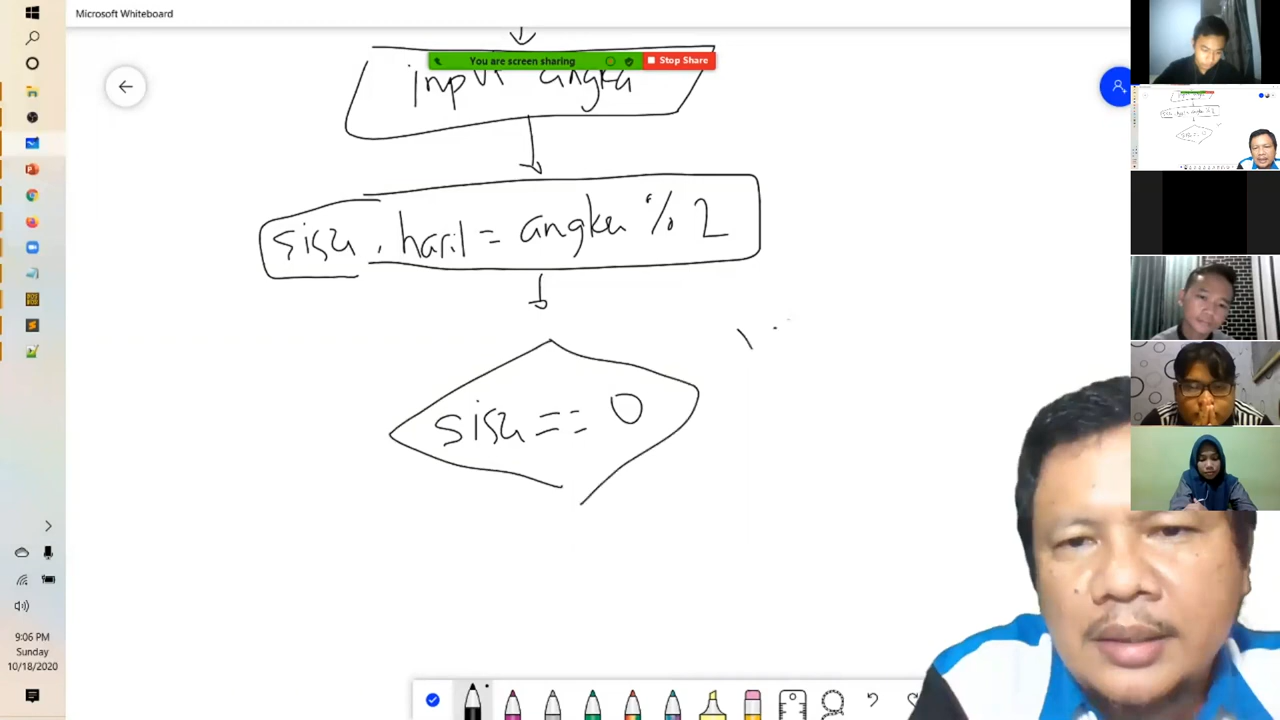 Microsoft Whiteboard
You are screen sharing
Stop Share
input angka
sisa . hasil = angka % 2
sisa == 0
9:06 PM
Sunday
10/18/2020